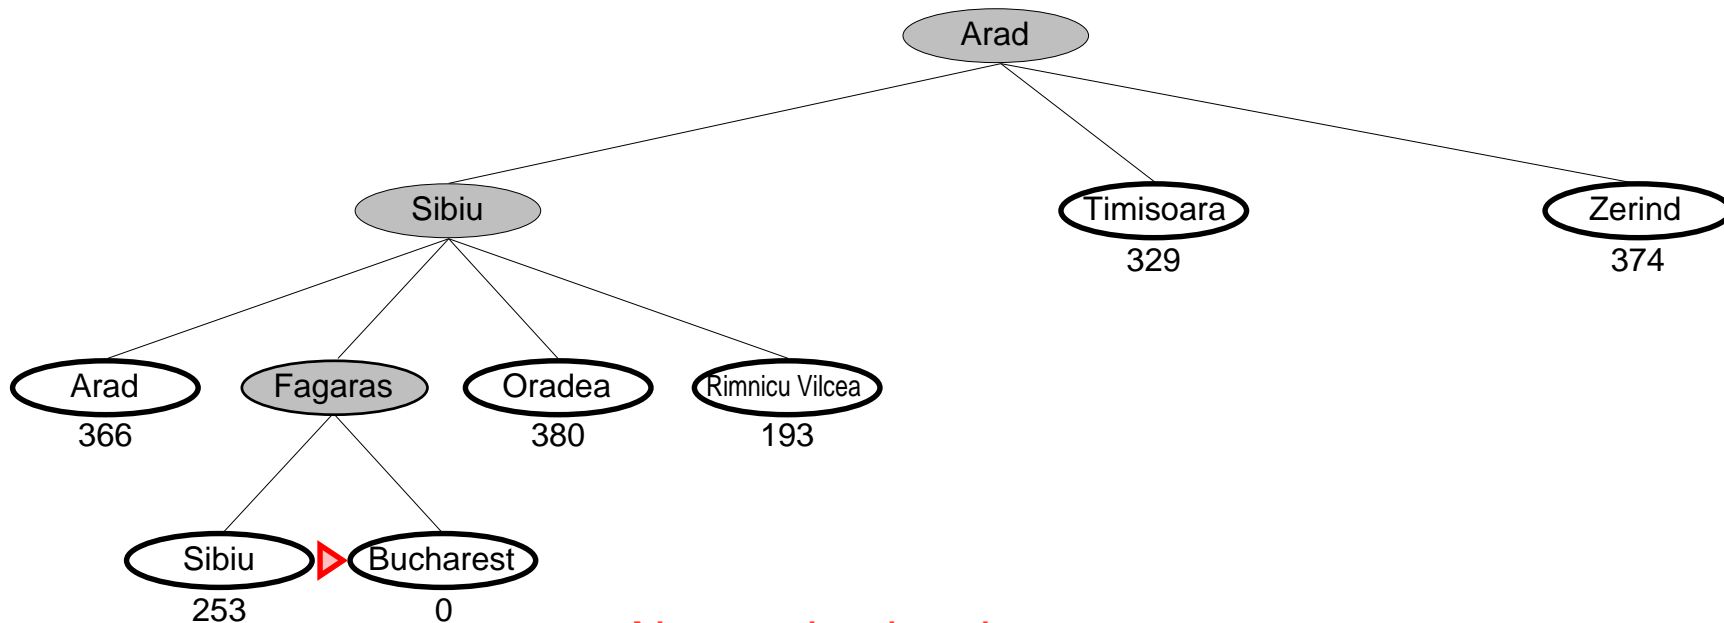 Arad
Sibiu Timisoara Zerind
329 374
Arad Fagaras Oradea Rimnicu Vilcea
366 380 193
Sibiu Bucharest
253 0